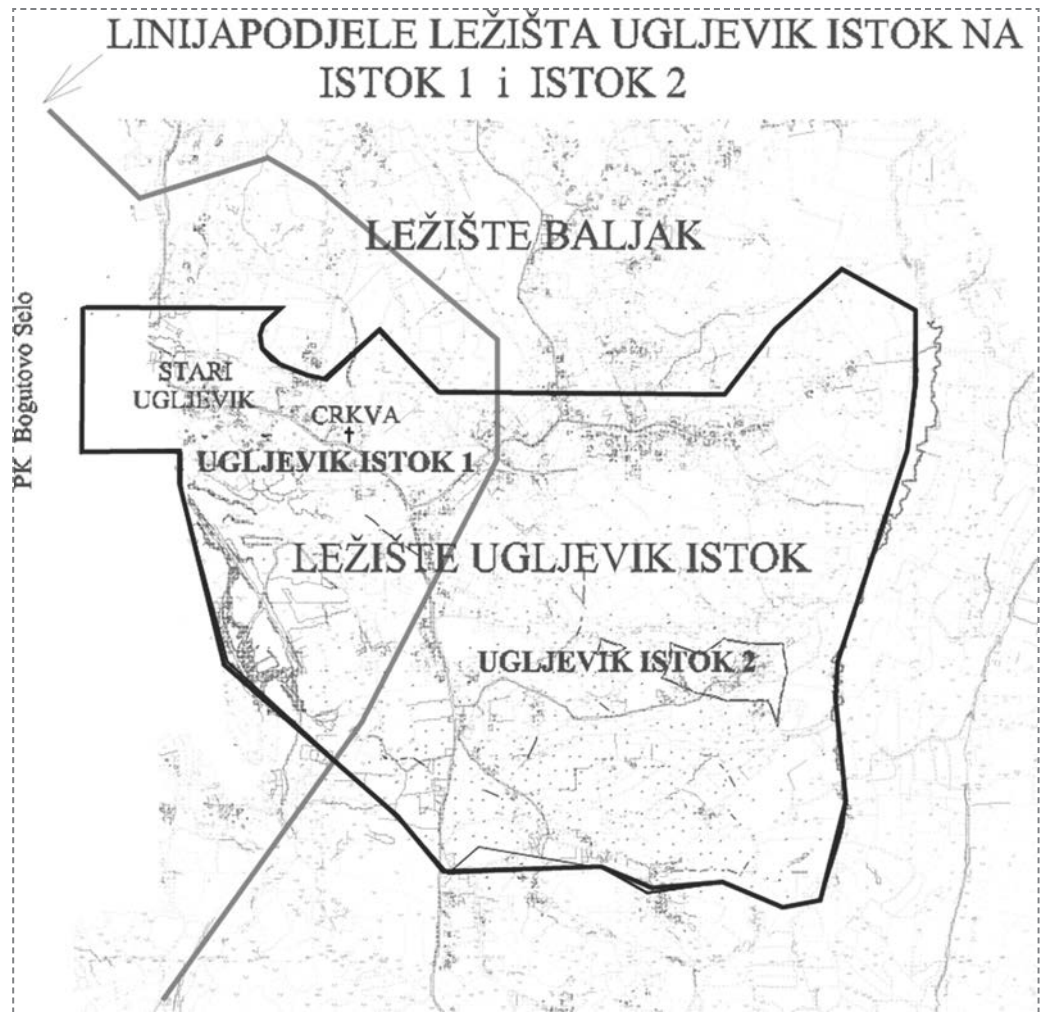 LINIJAPODJELE LEŽIŠTA UGLJEVIK ISTOK NA
ISTOK 1 i ISTOK 2
LEŽIŠTE BALJAK
PK Bogutovo Selo
STARI
UGLJEVIK
CRKVA
UGLJEVIK ISTOK 1
LEŽIŠTE UGLJEVIK ISTOK
UGLJEVIK ISTOK 2